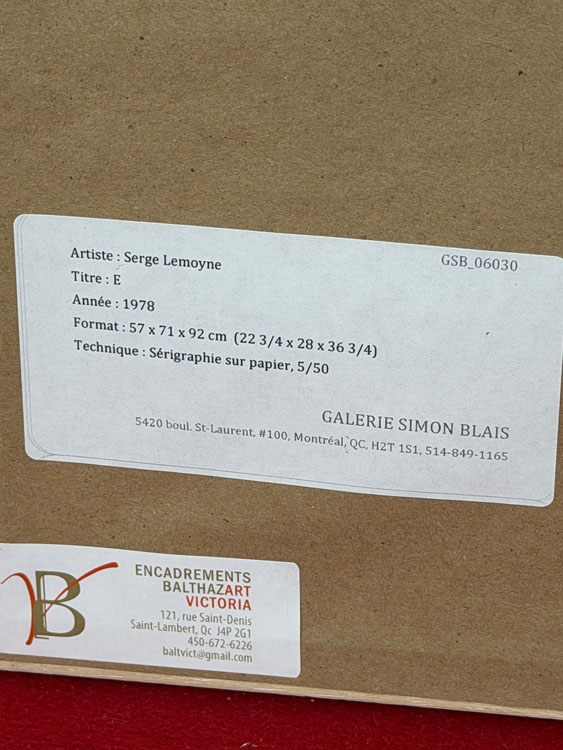 GSB_06030
Artiste : Serge Lemoyne
Titre : E
Année : 1978
Format : 57 x 71 x 92 cm (22 3/4 x 28 x 36 3/4)
Technique : Sérigraphie sur papier, 5/50
GALERIE SIMON BLAIS
5420 boul. St-Laurent, #100, Montréal, QC, H2T 1S1, 514-849-1165
B
ENCADREMENTS
BALTHAZART
VICTORIA
121, rue Saint-Denis
Saint-Lambert, Qc J4P 2G1
450-672-6226
baltvict@gmail.com